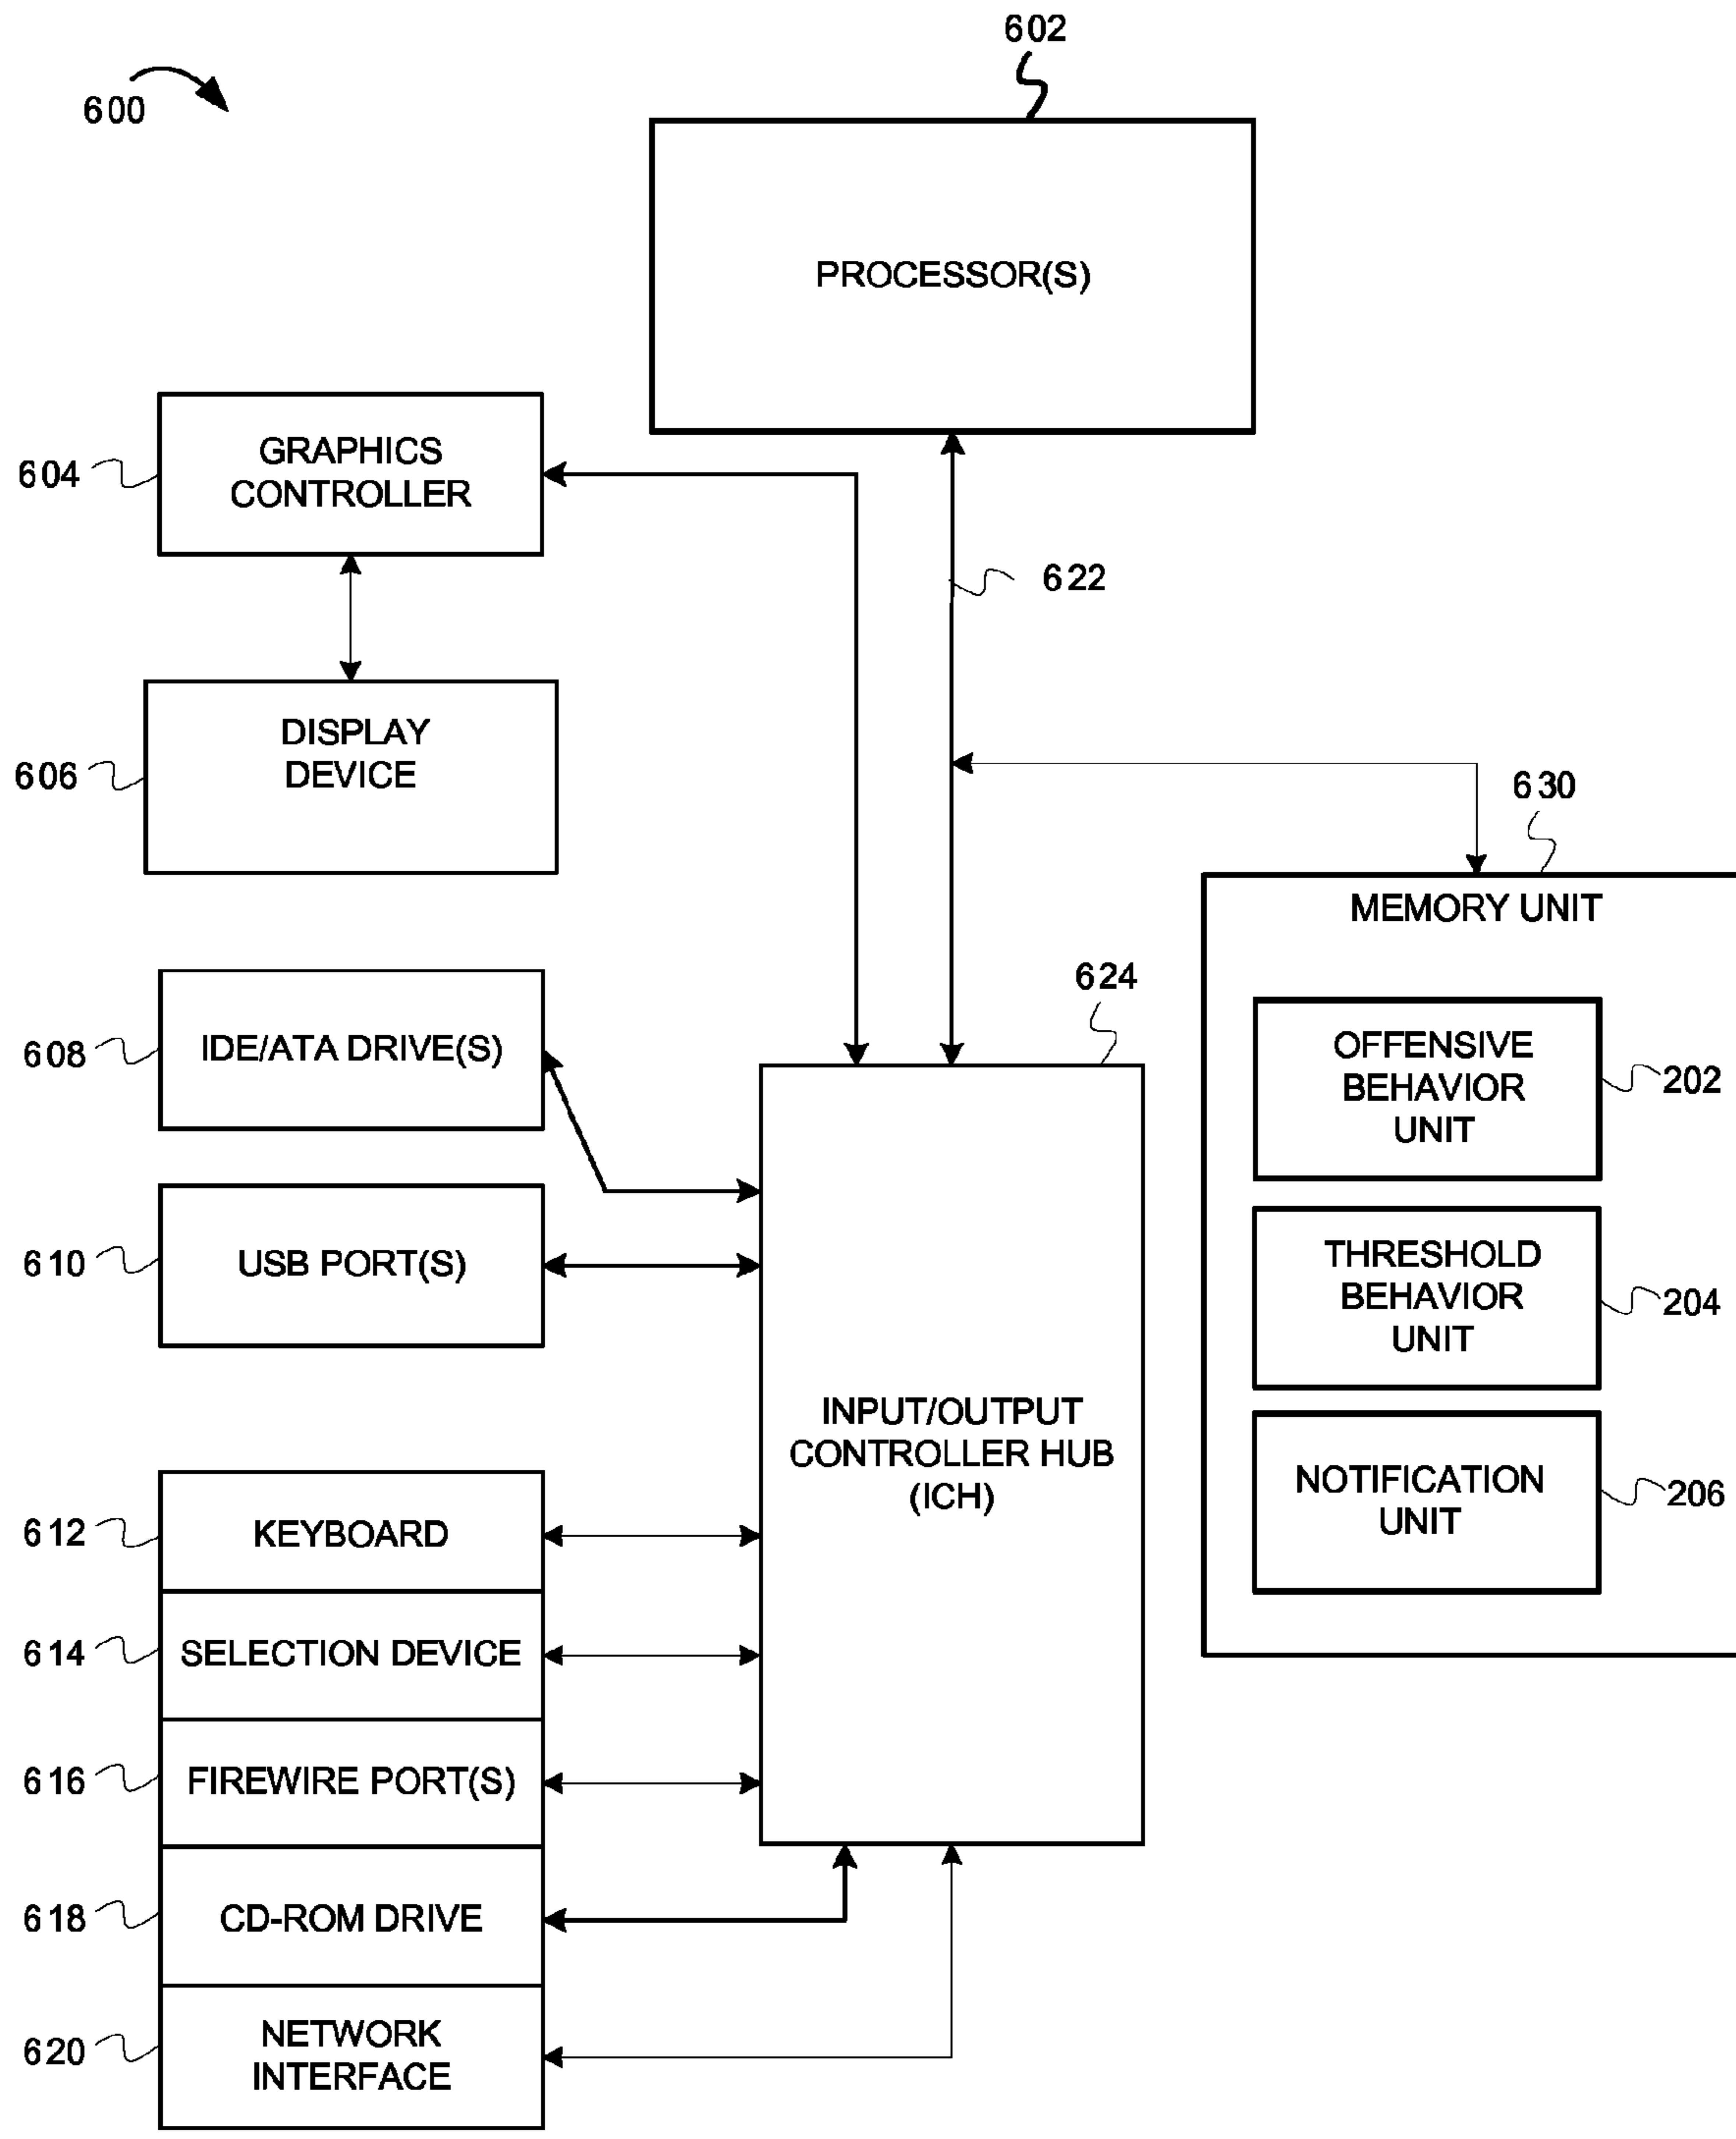 602
600
PROCESSOR(S)
604
GRAPHICS
CONTROLLER
622
606
DISPLAY
DEVICE
630
MEMORY UNIT
624
608
IDE/ATA DRIVE(S)
OFFENSIVE
BEHAVIOR
UNIT
202
610
USB PORT(S)
THRESHOLD
BEHAVIOR
UNIT
204
INPUT/OUTPUT
CONTROLLER HUB
(ICH)
NOTIFICATION
UNIT
206
612
KEYBOARD
614
SELECTION DEVICE
616
FIREWIRE PORT(S)
618
CD-ROM DRIVE
620
NETWORK
INTERFACE